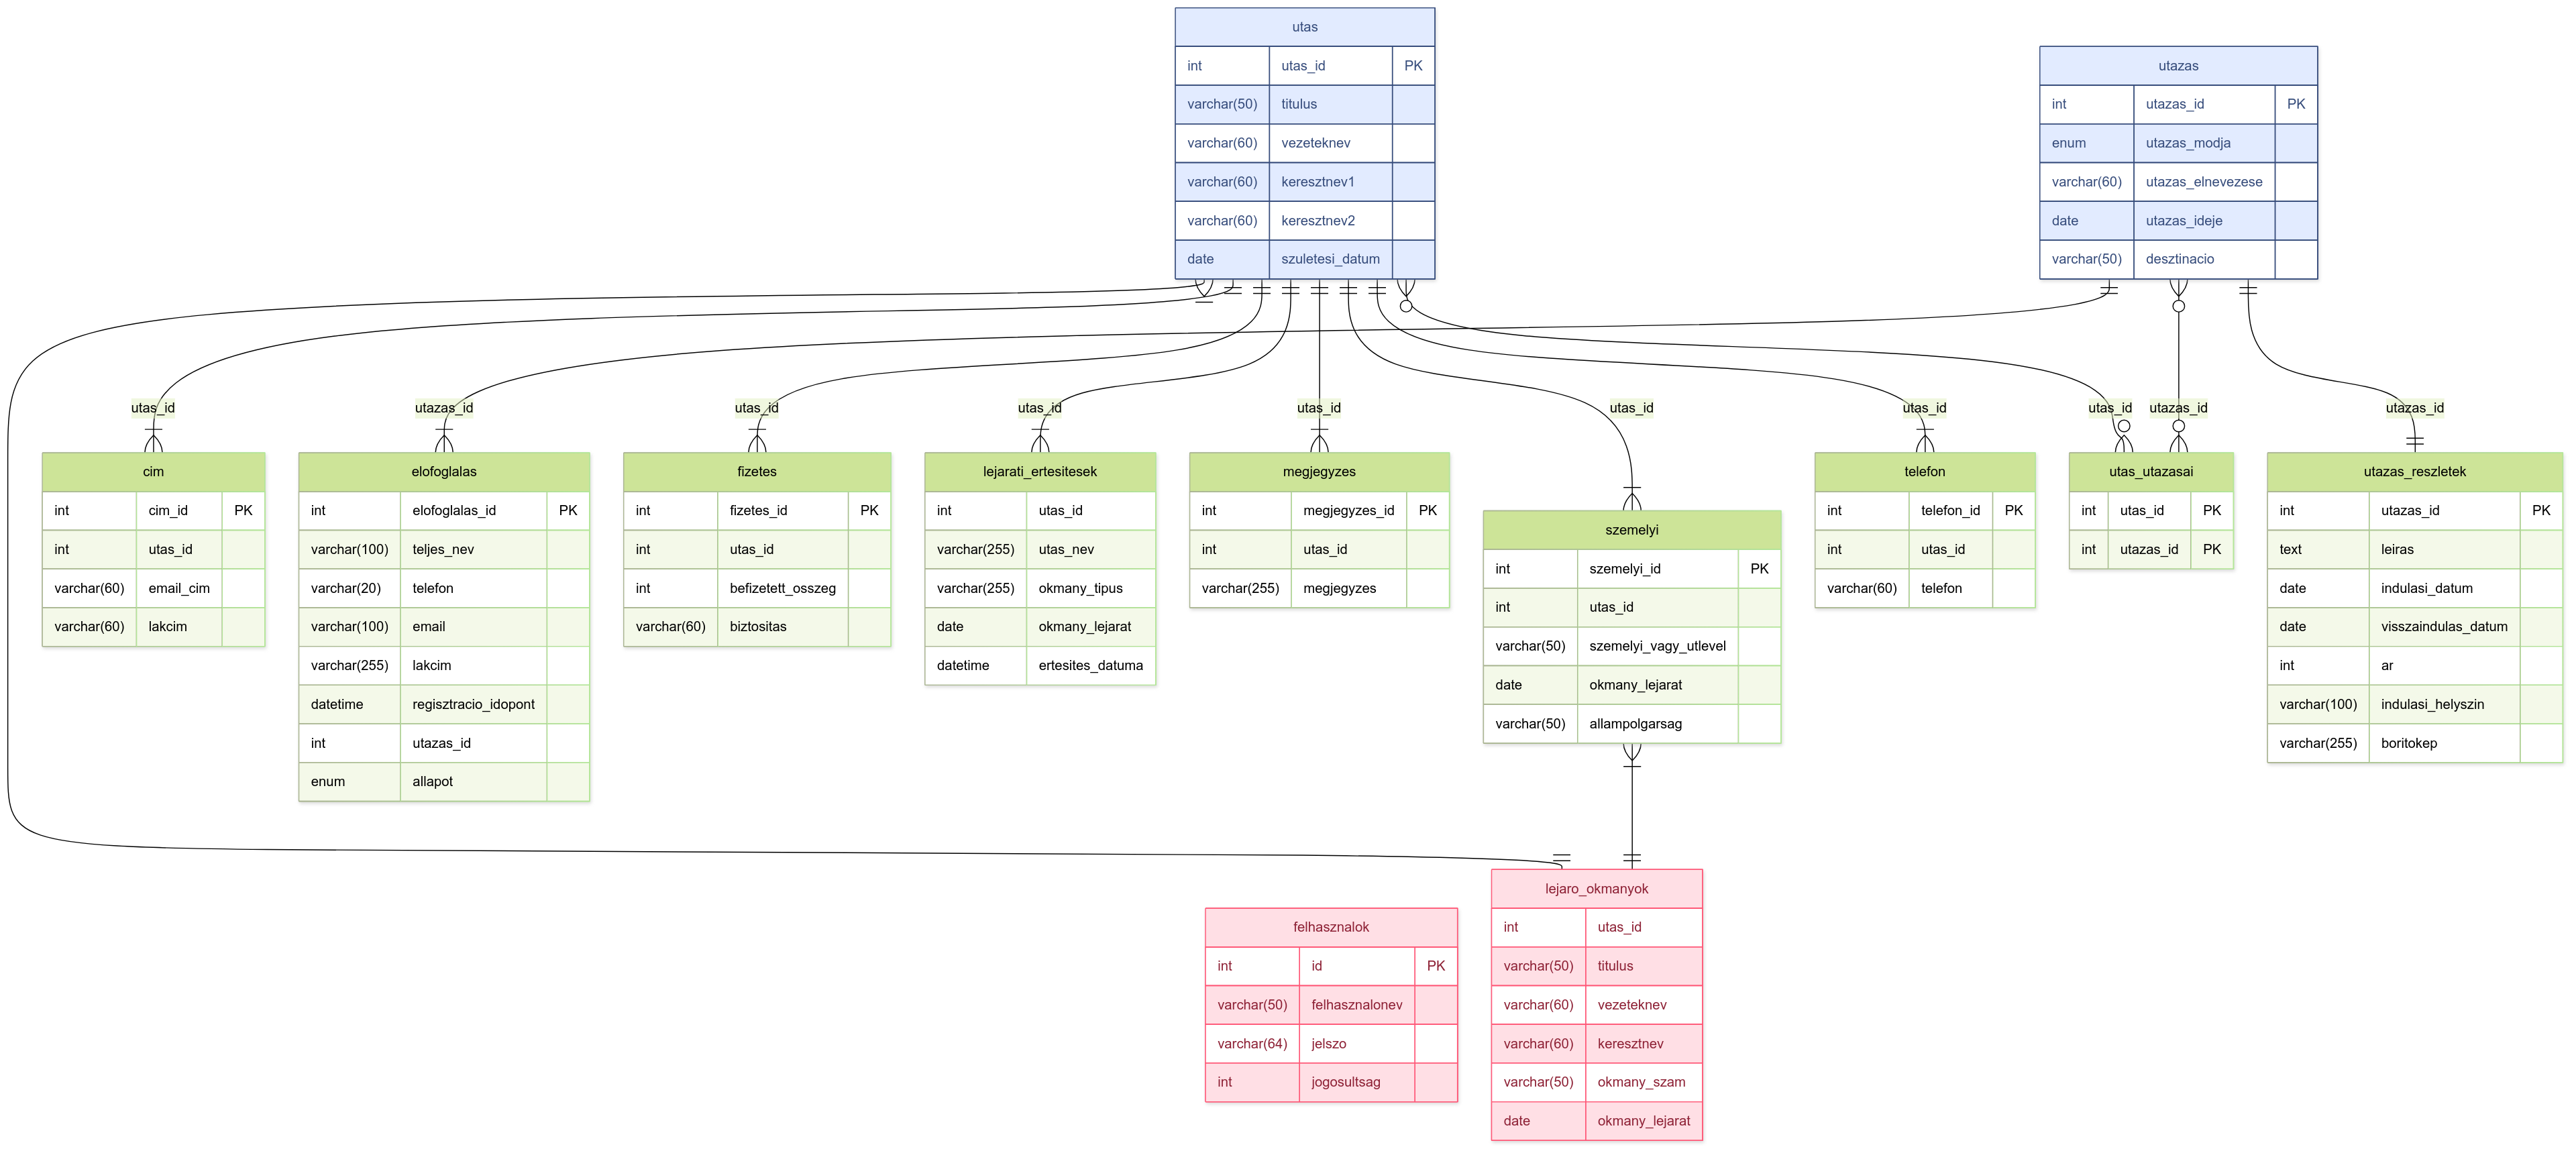 utas
int utas_id PK
varchar(50) titulus
varchar(60) vezeteknev
varchar(60) keresztnev1
varchar(60) keresztnev2
date szuletesi_datum
utazas
int utazas_id PK
enum utazas_modja
varchar(60) utazas_elnevezese
date utazas_ideje
varchar(50) desztinacio
utas_id
utazas_id
utas_id
utas_id
utas_id
utas_id
utas_id
utas_id
utazas_id
utazas_id
cim
int cim_id PK
int utas_id
varchar(60) email_cim
varchar(60) lakcim
elofoglalas
int elofoglalas_id PK
varchar(100) teljes_nev
varchar(20) telefon
varchar(100) email
varchar(255) lakcim
datetime regisztracio_idopont
int utazas_id
enum allapot
fizetes
int fizetes_id PK
int utas_id
int befizetett_osszeg
varchar(60) biztositas
lejarati_ertesitesek
int utas_id
varchar(255) utas_nev
varchar(255) okmany_tipus
date okmany_lejarat
datetime ertesites_datuma
megjegyzes
int megjegyzes_id PK
int utas_id
varchar(255) megjegyzes
szemelyi
int szemelyi_id PK
int utas_id
varchar(50) szemelyi_vagy_utlevel
date okmany_lejarat
varchar(50) allampolgarsag
telefon
int telefon_id PK
int utas_id
varchar(60) telefon
utas_utazasai
int utas_id PK
int utazas_id PK
utazas_reszletek
int utazas_id PK
text leiras
date indulasi_datum
date visszaindulas_datum
int ar
varchar(100) indulasi_helyszin
varchar(255) boritokep
felhasznalok
int id PK
varchar(50) felhasznalonev
varchar(64) jelszo
int jogosultsag
lejaro_okmanyok
int utas_id
varchar(50) titulus
varchar(60) vezeteknev
varchar(60) keresztnev
varchar(50) okmany_szam
date okmany_lejarat